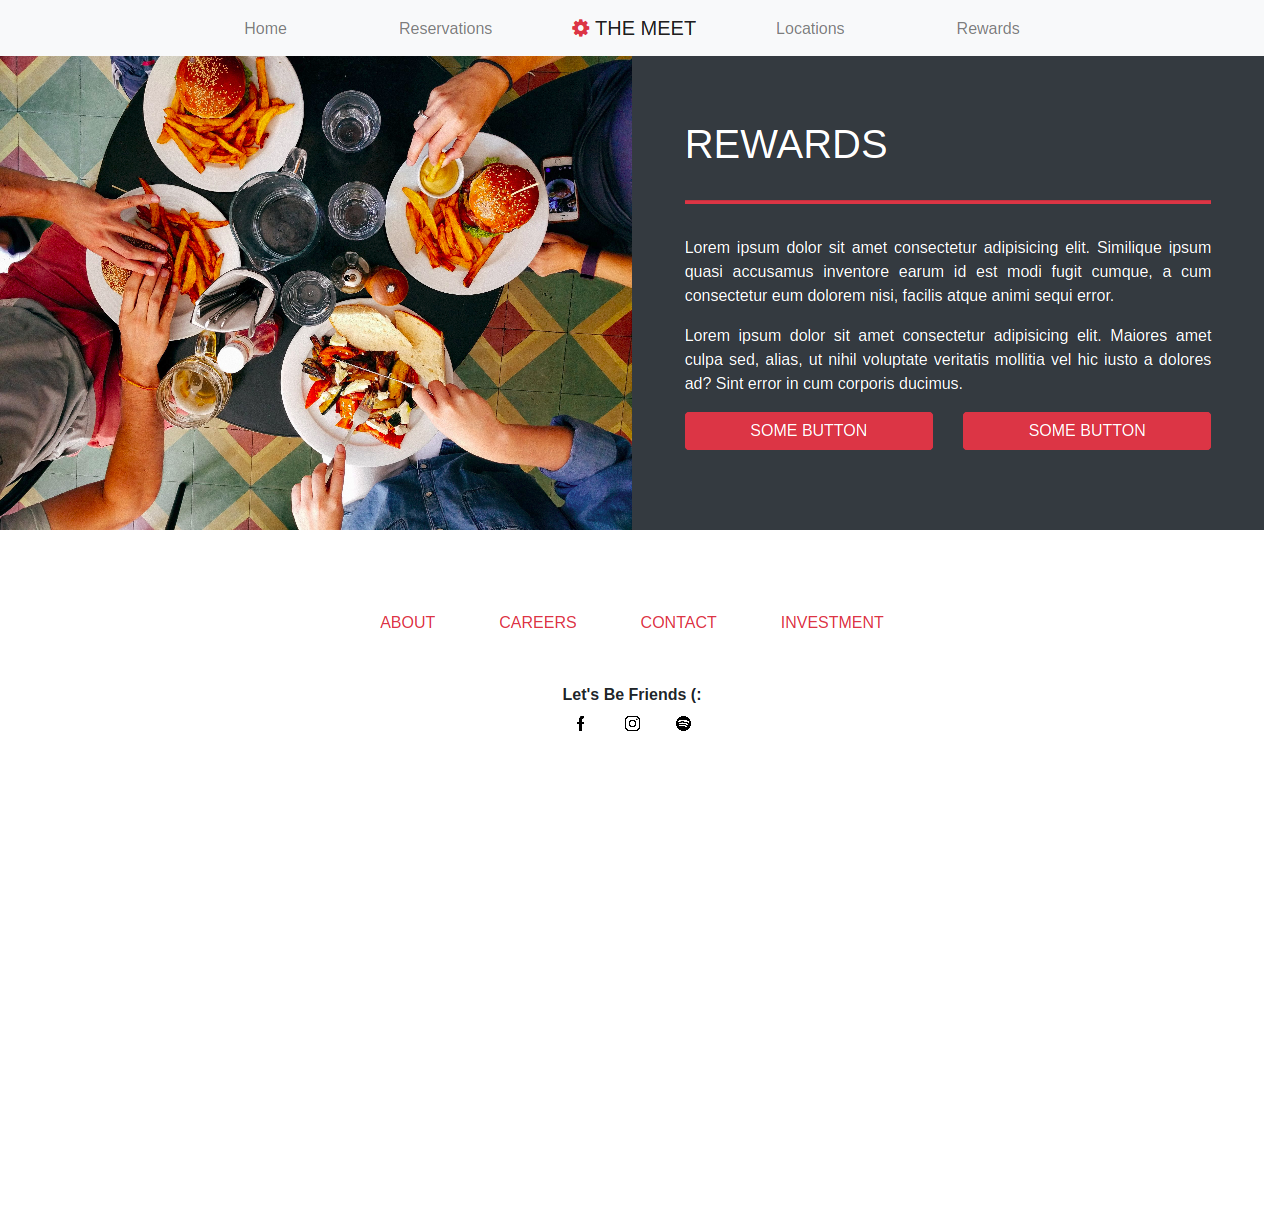 Home Reservations THE MEET Locations Rewards
REWARDS
Lorem ipsum dolor sit amet consectetur adipisicing elit. Similique ipsum
quasi accusamus inventore earum id est modi fugit cumque, a cum
consectetur eum dolorem nisi, facilis atque animi sequi error.
Lorem ipsum dolor sit amet consectetur adipisicing elit. Maiores amet
culpa sed, alias, ut nihil voluptate veritatis mollitia vel hic iusto a dolores
ad? Sint error in cum corporis ducimus.
SOME BUTTON SOME BUTTON
ABOUT CAREERS CONTACT INVESTMENT
Let's Be Friends (: